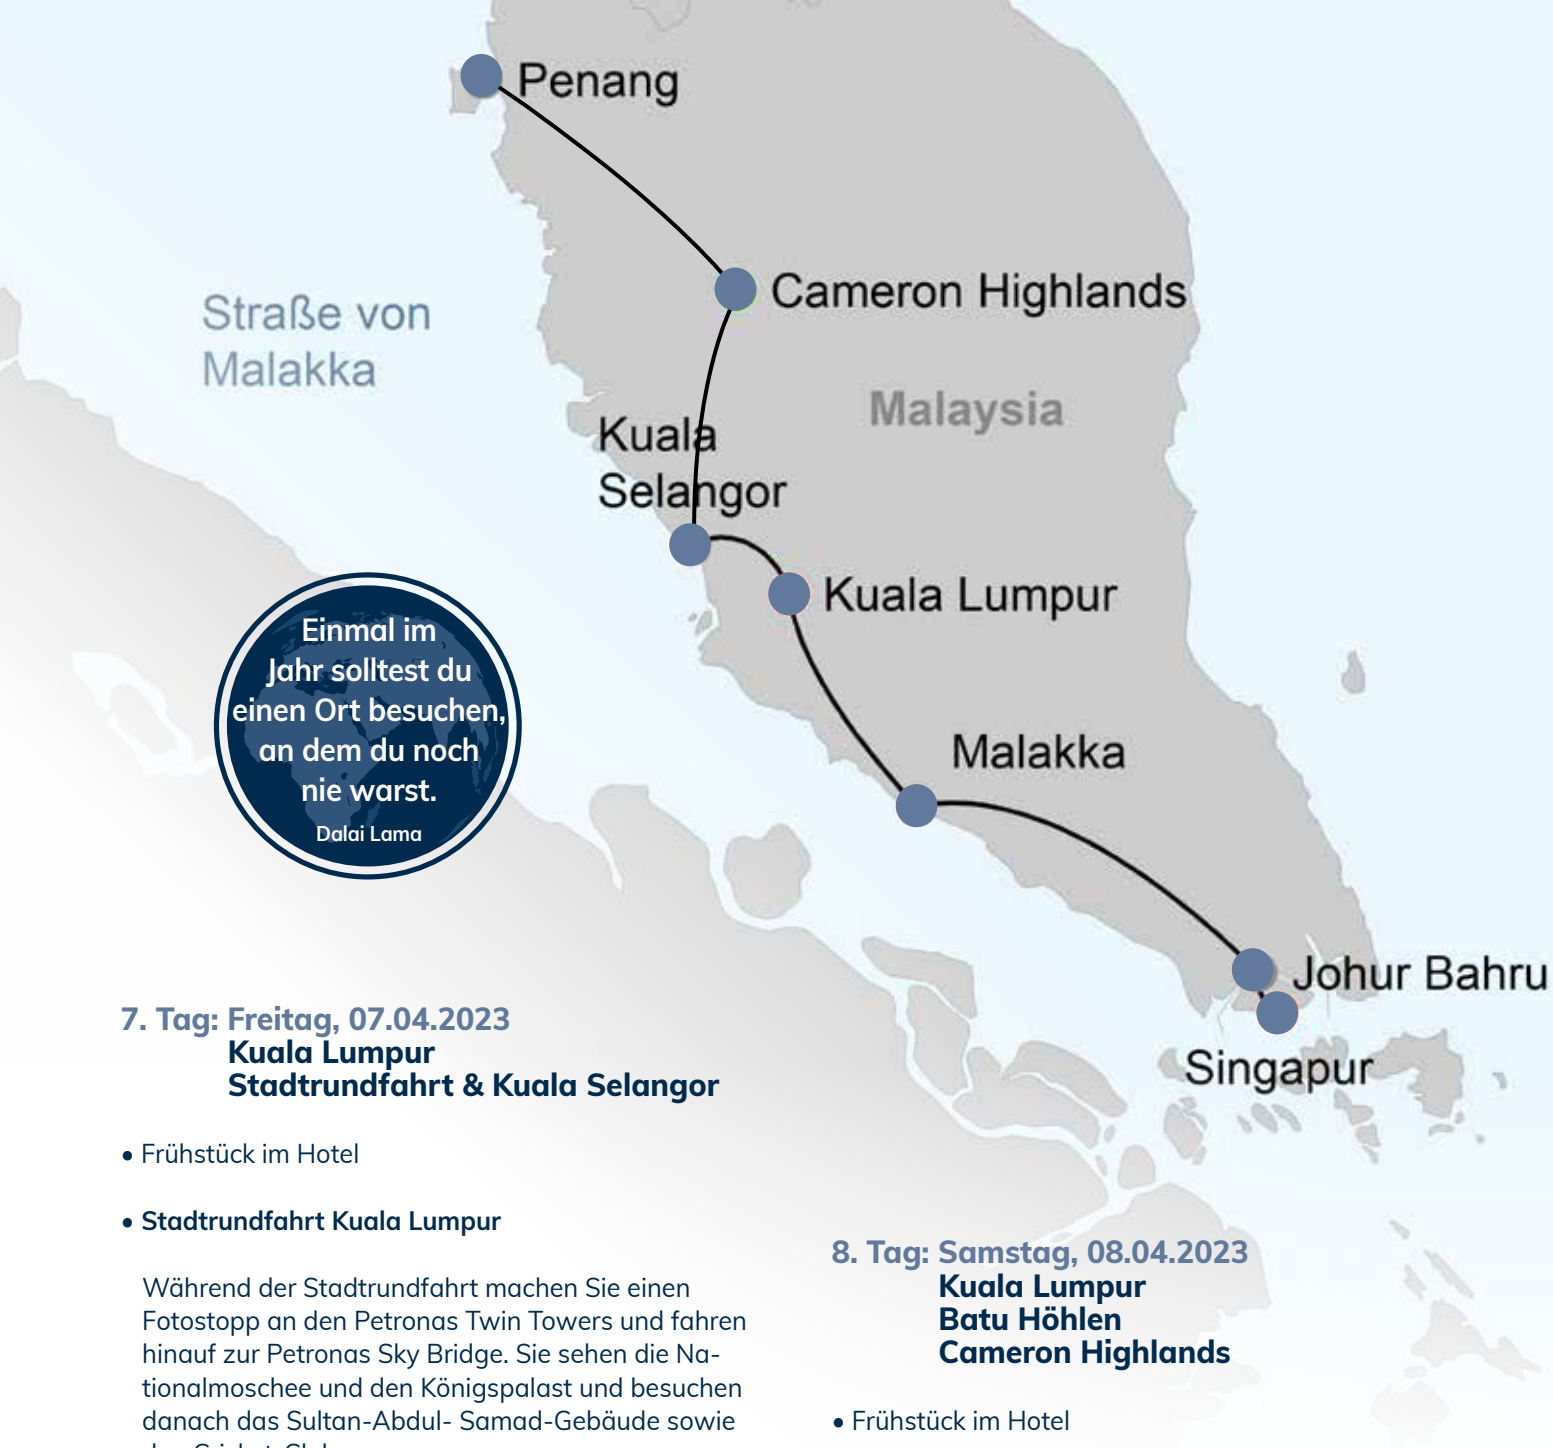 Penang
Cameron Highlands
Straße von
Malakka
Malaysia
Kuala
Selangor
Kuala Lumpur
Malakka
Johur Bahru
Singapur
Einmal im
Jahr solltest du
einen Ort besuchen,
an dem du noch
nie warst.
Dalai Lama
7. Tag: Freitag, 07.04.2023
Kuala Lumpur
Stadtrundfahrt & Kuala Selangor
• Frühstück im Hotel
• Stadtrundfahrt Kuala Lumpur
Während der Stadtrundfahrt machen Sie einen
Fotostopp an den Petronas Twin Towers und fahren
hinauf zur Petronas Sky Bridge. Sie sehen die Na-
tionalmoschee und den Königspalast und besuchen
danach das Sultan-Abdul- Samad-Gebäude sowie
8. Tag: Samstag, 08.04.2023
Kuala Lumpur
Batu Höhlen
Cameron Highlands
• Frühstück im Hotel